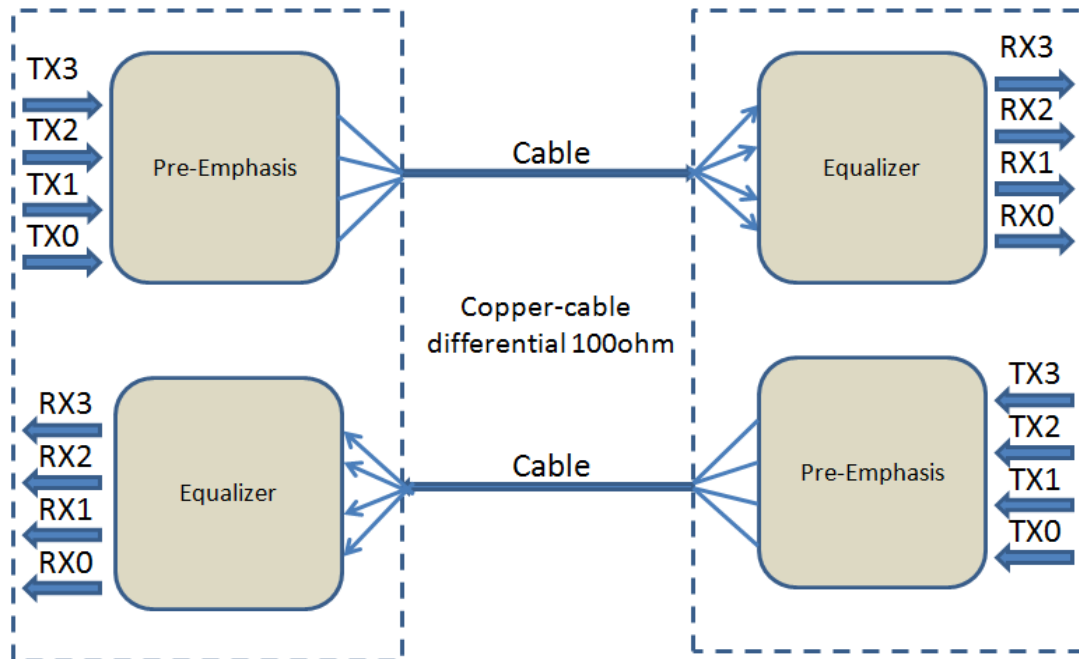 TX3
TX2
TX1
TX0
Pre-Emphasis
Cable
Equalizer
RX3
RX2
RX1
RX0
Copper-cable
differential 100ohm
RX3
RX2
RX1
RX0
Equalizer
Cable
Pre-Emphasis
TX3
TX2
TX1
TX0